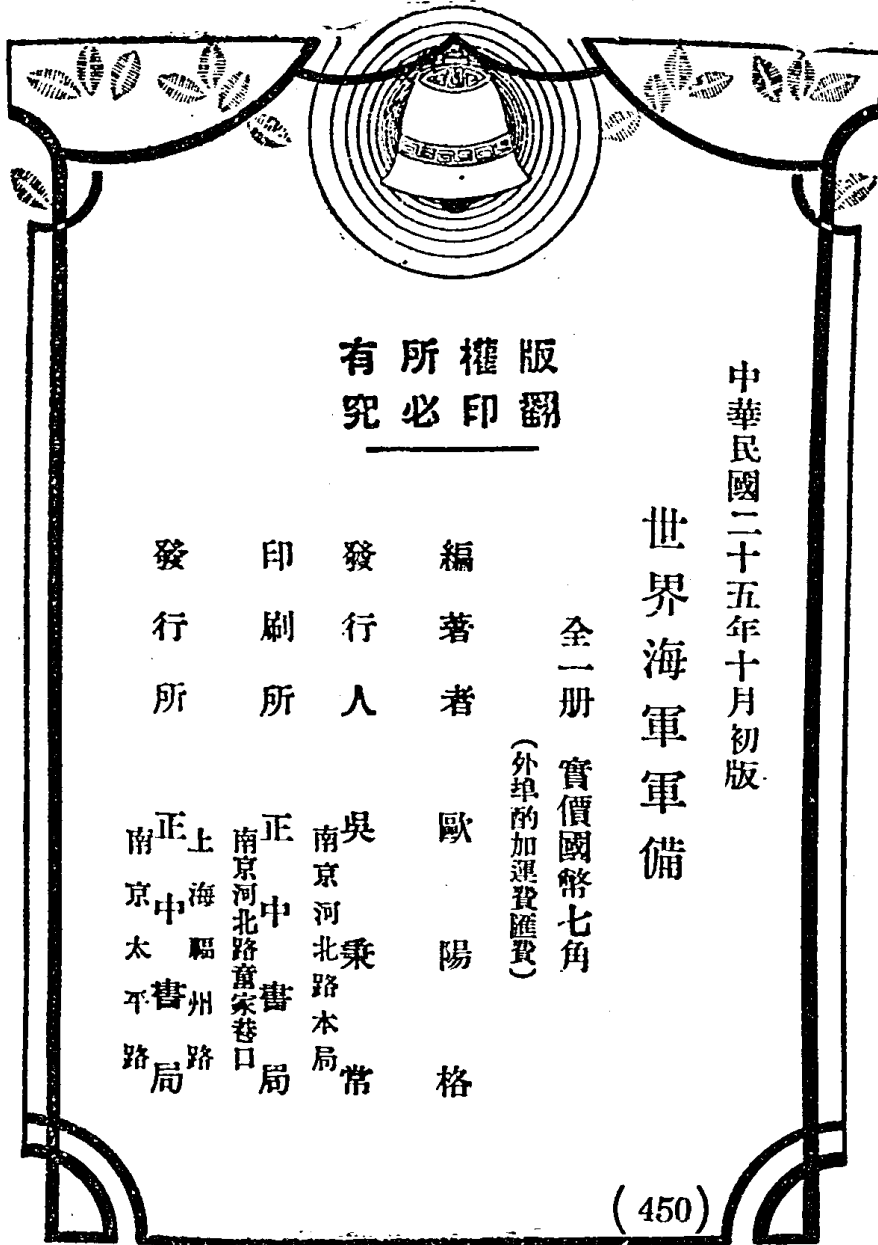 中華民國二十五年十月初版
世界海軍軍備
全一册 實價國幣七角
(外埠酌加運費匯費)
版權所有
翻印必究
編著者 歐陽格
發行人 吳秉常
南京河北路本局
印刷所 正中書局
南京河北路童家巷口
發行所 正中書局
上海福州路
南京太平路
(450)